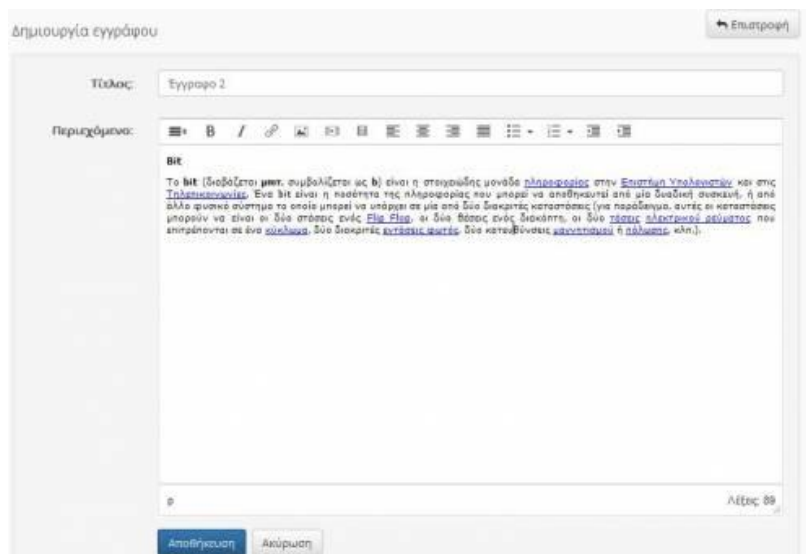 Δημιουργία εγγράφου
Επιστροφή
Τίτλος:
Έγγραφο 2
Περιεχόμενο:
Bit
Το bit (διαβάζεται μπιτ, συμβολίζεται ως b) είναι η στοιχειώδης μονάδα πληροφορίας στην Επιστήμη Υπολογιστών και στις
Τηλεπικοινωνίες. Ένα bit είναι η ποσότητα της πληροφορίας που μπορεί να αποθηκευτεί από μία δυαδική συσκευή, ή από
άλλο φυσικό σύστημα το οποίο μπορεί να υπάρχει σε μία από δύο διακριτές καταστάσεις (για παράδειγμα, αυτές οι καταστάσεις
μπορούν να είναι οι δύο στάσεις ενός Flip Flop, οι δύο θέσεις ενός διακόπτη, οι δύο τάσεις ηλεκτρικού ρεύματος που
επιτρέπονται σε ένα κύκλωμα, δύο διακριτές εντάσεις φωτός, δύο κατευθύνσεις μαγνητισμού ή πόλωσης, κλπ.).
p
Λέξεις: 89
Αποθήκευση
Ακύρωση